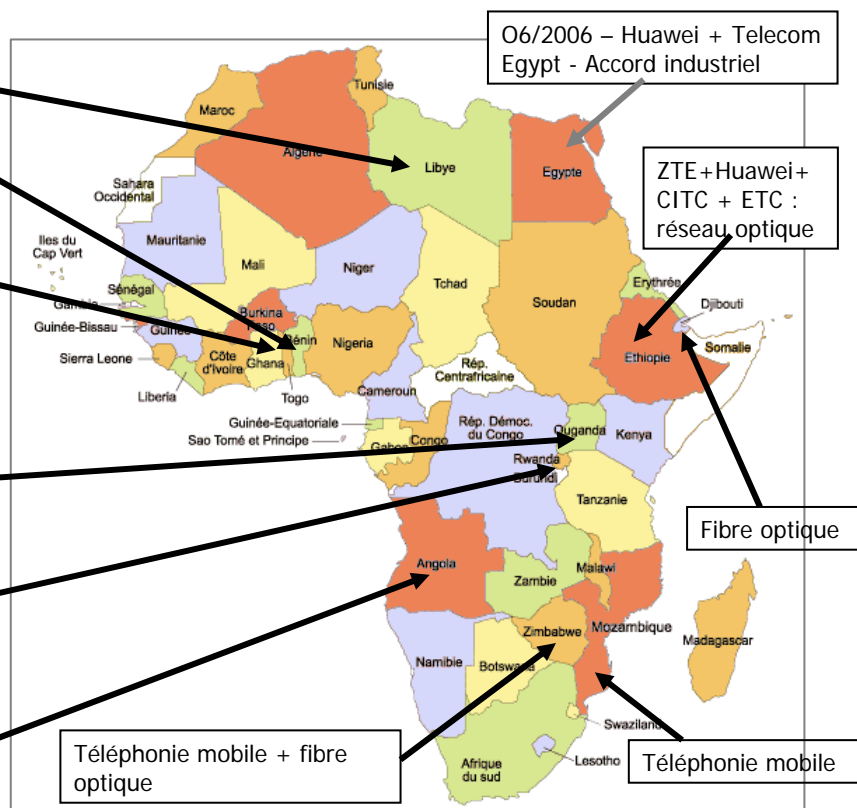 O6/2006 – Huawei + Telecom
Egypt - Accord industriel
Tunisie
Maroc
Algérie
Libye
Egypte
ZTE+Huawei+
CITC + ETC :
réseau optique
Sahara
Occidental
Iles du
Cap Vert
Mauritanie
Mali
Niger
Tchad
Soudan
Erythrée
Djibouti
Sénégal
Gambie
Guinée-Bissau
Guinée
Burkina
Faso
Bénin
Nigeria
Ethiopie
Somalie
Sierra Leone
Côte
d'Ivoire
Ghana
Liberia
Togo
Rép.
Centrafricaine
Cameroun
Guinée-Equatoriale
Sao Tomé et Principe
Gabon
Congo
Rép. Démoc.
du Congo
Ouganda
Kenya
Rwanda
Burundi
Tanzanie
Fibre optique
Angola
Zambie
Malawi
Zimbabwe
Mozambique
Madagascar
Namibie
Botswana
Swaziland
Lesotho
Afrique
du sud
Téléphonie mobile + fibre
optique
Téléphonie mobile